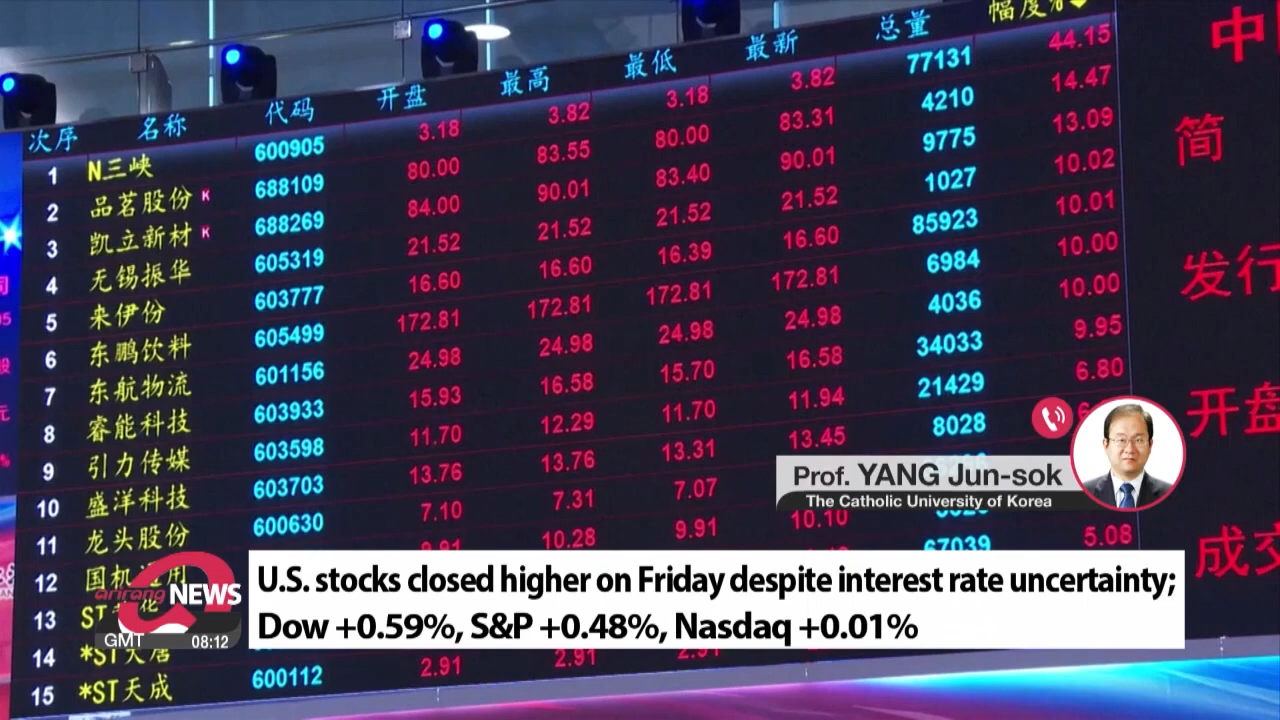 次序 名称 代码 开盘 最高 最低 最新 总量 幅度%
1 N三峡 600905 3.18 3.82 3.18 3.82 77131 44.15
2 品茗股份 K 688109 80.00 83.55 80.00 83.31 4210 14.47
3 凯立新材 K 688269 84.00 90.01 83.40 90.01 9775 13.09
4 无锡振华 605319 21.52 21.52 21.52 21.52 1027 10.02
5 来伊份 603777 16.60 16.60 16.39 16.60 85923 10.01
6 东鹏饮料 605499 172.81 172.81 172.81 172.81 6984 10.00
7 东航物流 601156 24.98 24.98 24.98 24.98 4036 10.00
8 睿能科技 603933 15.93 16.58 15.70 16.58 34033 9.95
9 引力传媒 603598 11.70 12.29 11.70 11.94 21429 6.80
10 盛洋科技 603703 13.76 13.76 13.31 13.45 8028
11 龙头股份 600630 7.10 7.31 7.07
12 国机 用 9.91 10.28 9.91 10.10
13 ST 67039 5.08
14 *ST
15 *ST天成 600112 2.91 2.91
简
发行
开盘
成交
Prof. YANG Jun-sok
The Catholic University of Korea
arirang NEWS
GMT 08:12
U.S. stocks closed higher on Friday despite interest rate uncertainty;
Dow +0.59%, S&P +0.48%, Nasdaq +0.01%